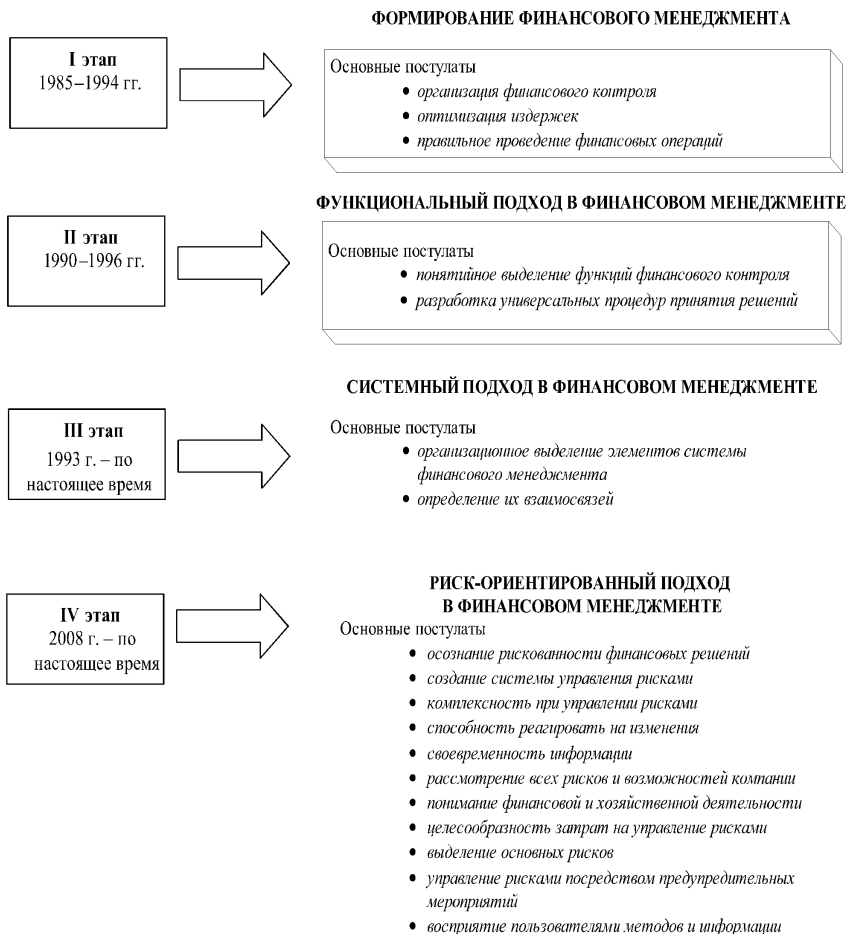 ФОРМИРОВАНИЕ ФИНАНСОВОГО МЕНЕДЖМЕНТА
I этап
1985–1994 гг.
Основные постулаты
• организация финансового контроля
• оптимизация издержек
• правильное проведение финансовых операций
ФУНКЦИОНАЛЬНЫЙ ПОДХОД В ФИНАНСОВОМ МЕНЕДЖМЕНТЕ
II этап
1990–1996 гг.
Основные постулаты
• понятийное выделение функций финансового контроля
• разработка универсальных процедур принятия решений
СИСТЕМНЫЙ ПОДХОД В ФИНАНСОВОМ МЕНЕДЖМЕНТЕ
III этап
1993 г. – по
настоящее время
Основные постулаты
• организационное выделение элементов системы
финансового менеджмента
• определение их взаимосвязей
РИСК-ОРИЕНТИРОВАННЫЙ ПОДХОД
В ФИНАНСОВОМ МЕНЕДЖМЕНТЕ
IV этап
2008 г. – по
настоящее время
Основные постулаты
• осознание рискованности финансовых решений
• создание системы управления рисками
• комплексность при управлении рисками
• способность реагировать на изменения
• своевременность информации
• рассмотрение всех рисков и возможностей компании
• понимание финансовой и хозяйственной деятельности
• целесообразность затрат на управление рисками
• выделение основных рисков
• управление рисками посредством предупредительных
мероприятий
• восприятие пользователями методов и информации